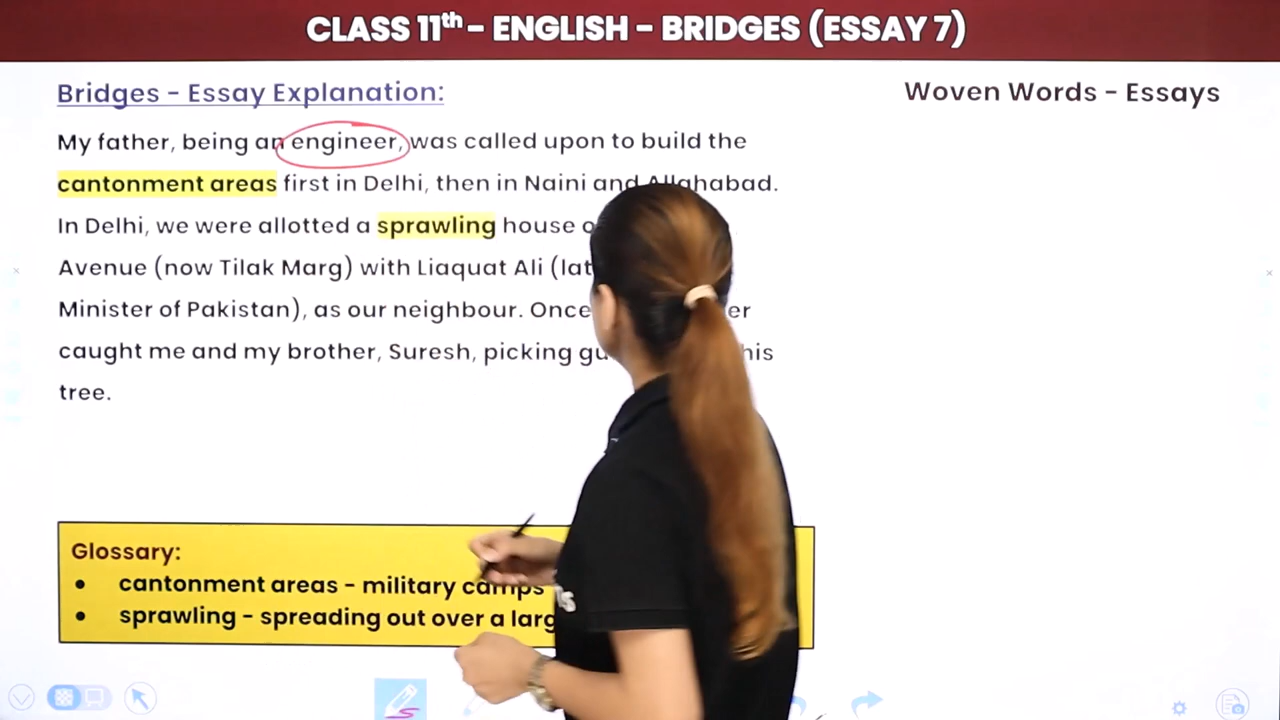 CLASS 11th - ENGLISH - BRIDGES (ESSAY 7)
Bridges - Essay Explanation:
Woven Words - Essays
My father, being an engineer, was called upon to build the
cantonment areas first in Delhi, then in Naini and Allahabad.
In Delhi, we were allotted a sprawling house
Avenue (now Tilak Marg) with Liaquat Ali
Minister of Pakistan), as our neighbour. Once
caught me and my brother, Suresh, picking his
tree.
Glossary:
• cantonment areas - military camps
• sprawling - spreading out over a